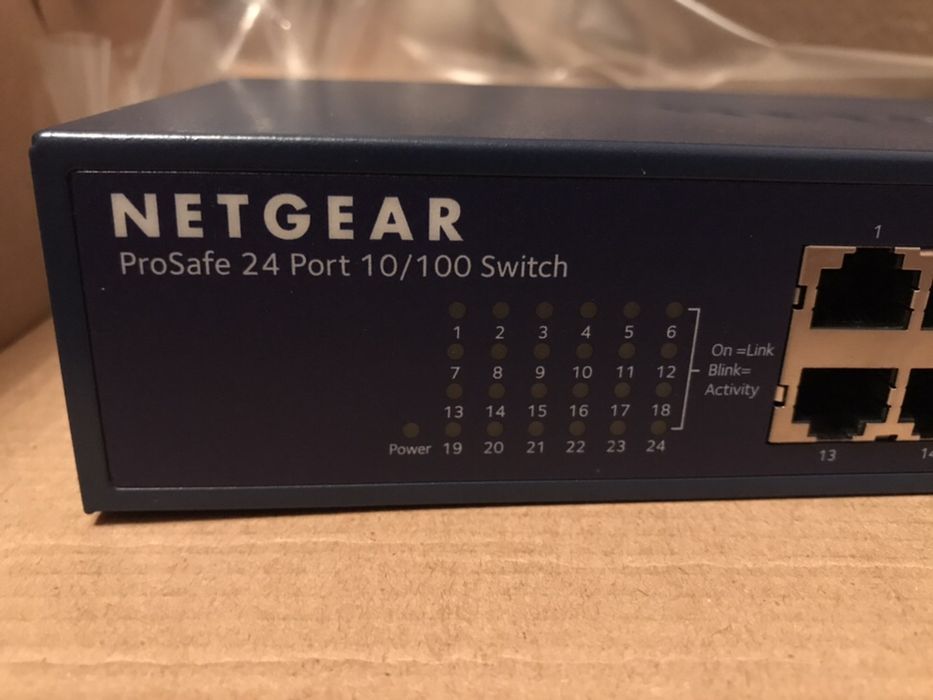 NETGEAR
ProSafe 24 Port 10/100 Switch
1
1 2 3 4 5 6
On =Link
Blink=
Activity
7 8 9 10 11 12
13 14 15 16 17 18
Power 19 20 21 22 23 24
13 14